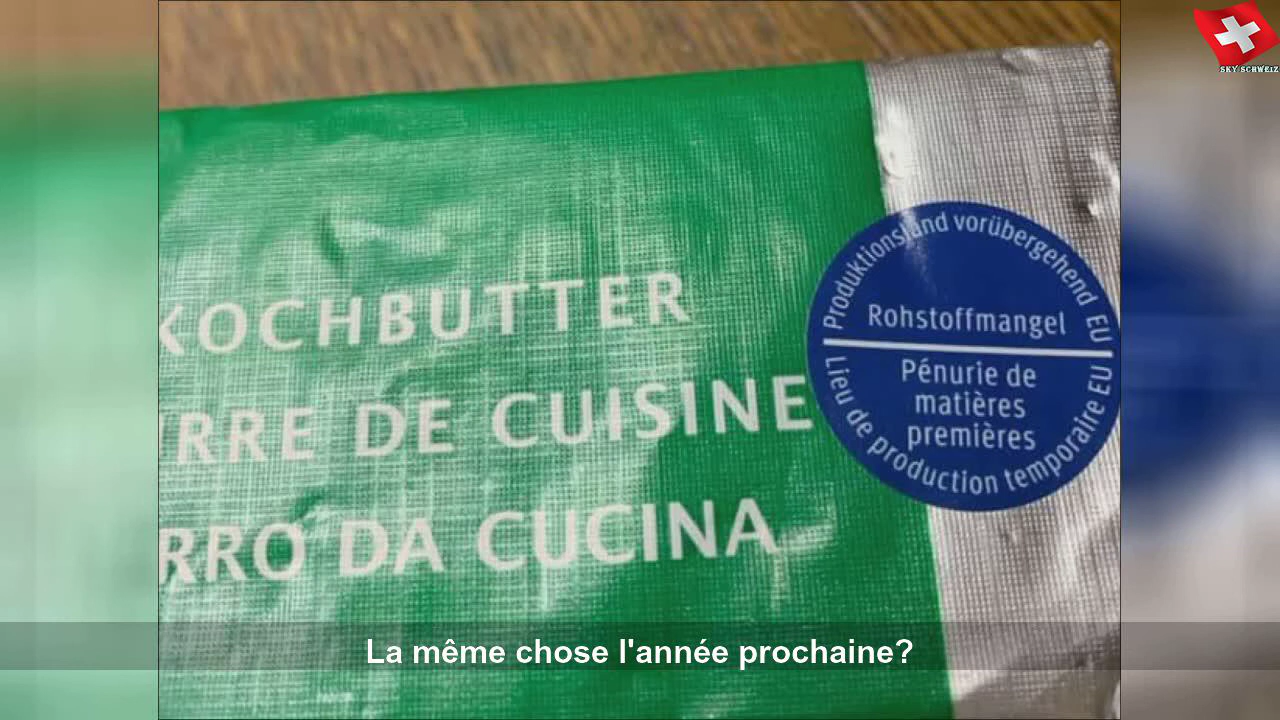 SKY SCHWEIZ
KOCHBUTTER
RRE DE CUISINE
RRO DA CUCINA
Produktionsland vorübergehend EU
Rohstoffmangel
Pénurie de
matières
premières
Lieu de production temporaire EU
La même chose l'année prochaine?